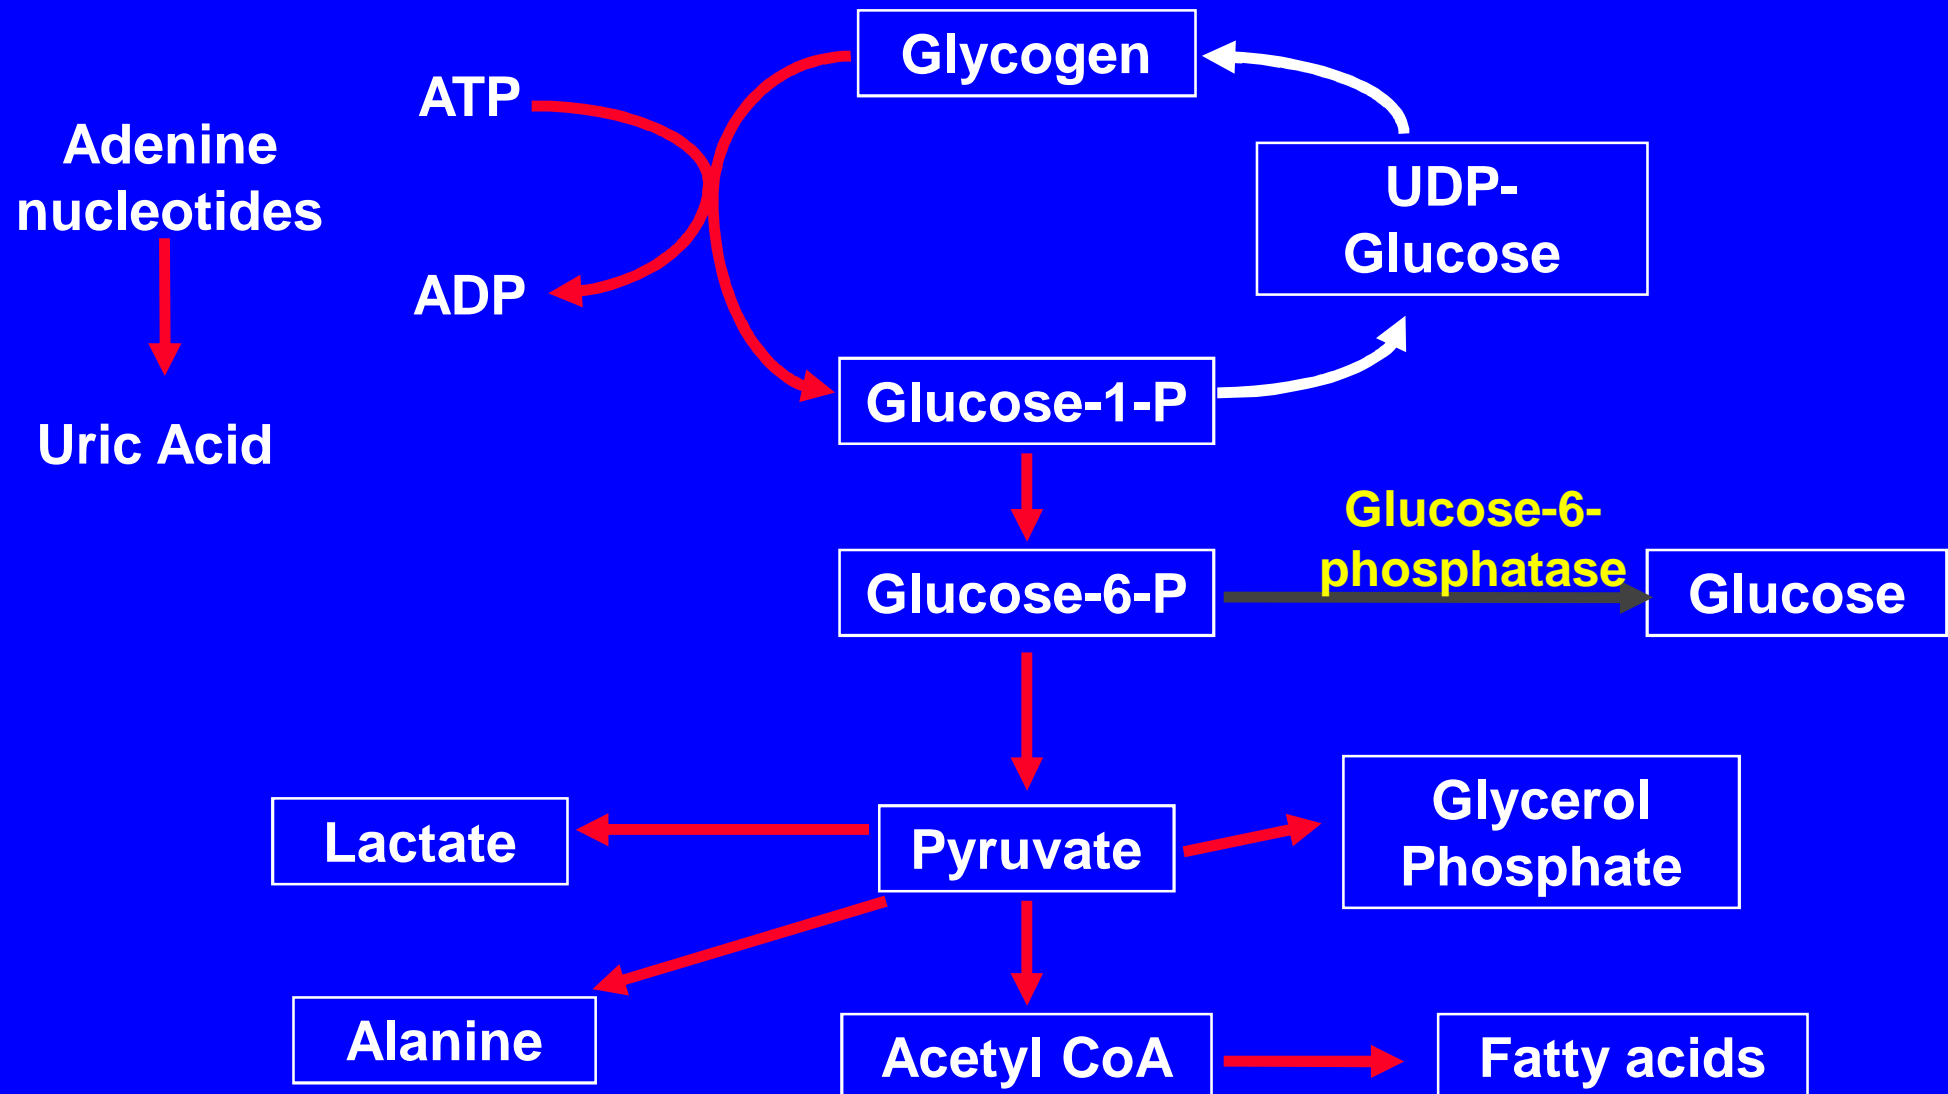 Glycogen
ATP
Adenine
nucleotides
UDP-
Glucose
ADP
Glucose-1-P
Uric Acid
Glucose-6-
phosphatase
Glucose-6-P
Glucose
Glycerol
Phosphate
Lactate
Pyruvate
Alanine
Acetyl CoA
Fatty acids